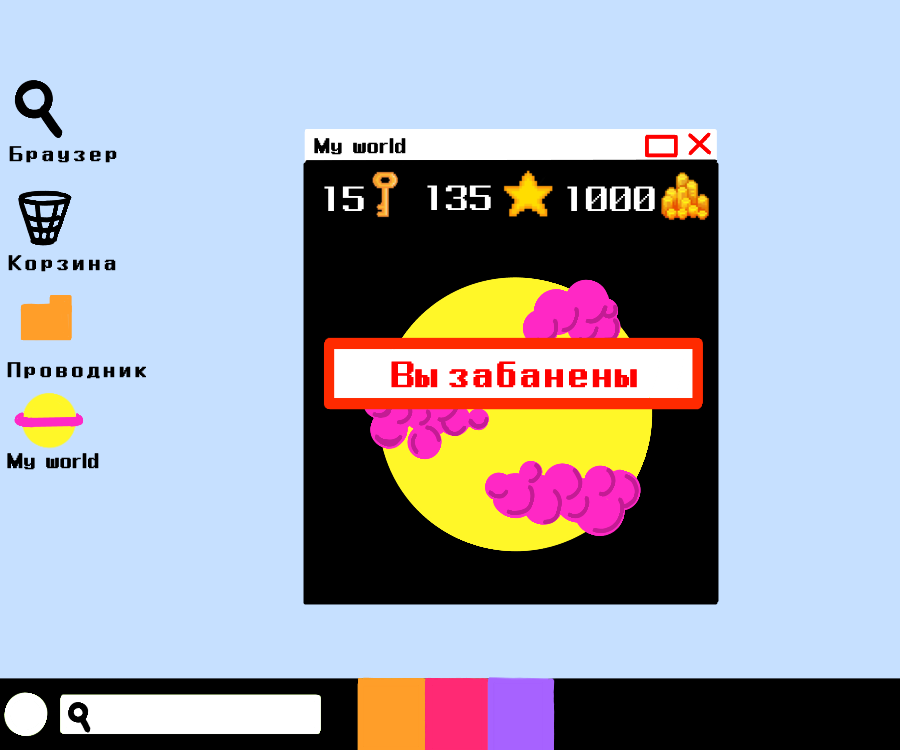 Браузер
Корзина
Проводник
My world
My world
15 135 1000
Вы забанены